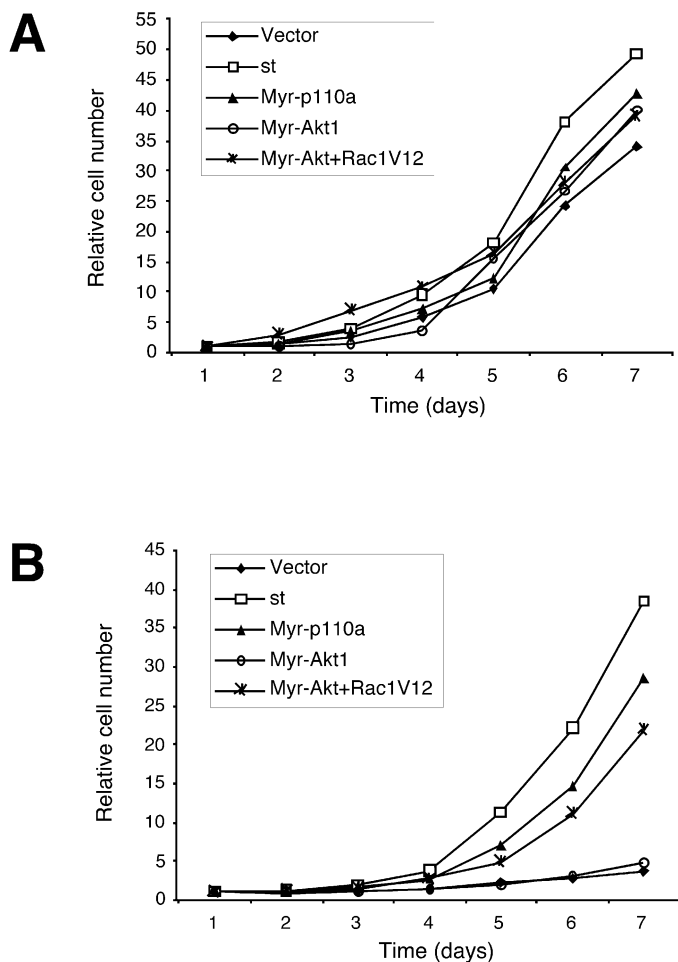 A
55
50
45
40
35
30
25
20
15
10
5
0
Relative cell number
Vector
st
Myr-p110a
Myr-Akt1
Myr-Akt+Rac1V12
1 2 3 4 5 6 7
Time (days)
B
45
40
35
30
25
20
15
10
5
0
Relative cell number
Vector
st
Myr-p110a
Myr-Akt1
Myr-Akt+Rac1V12
1 2 3 4 5 6 7
Time (days)